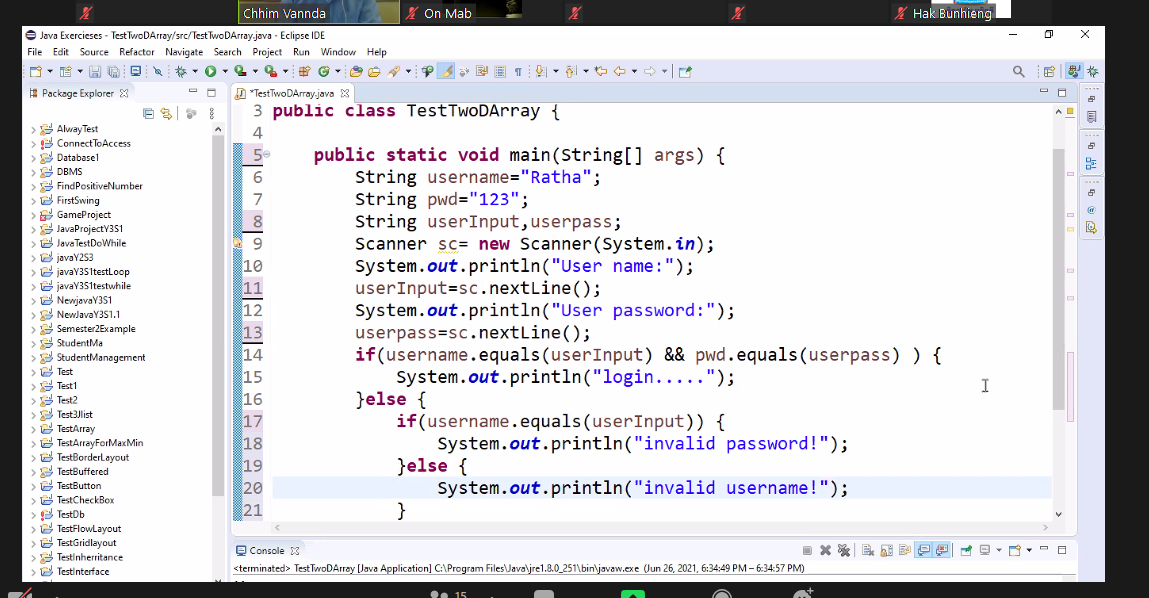 Chhim Vannda
On Mab
Hak Bunhieng
Java Exercieses - TestTwoDArray/src/TestTwoDArray.java - Eclipse IDE
File Edit Source Refactor Navigate Search Project Run Window Help
Package Explorer
*TestTwoDArray.java
AlwayTest
ConnectToAccess
Database1
DBMS
FindPositiveNumber
FirstSwing
GameProject
JavaProjectY3S1
JavaTestDoWhile
javaY2S3
javaY3S1testLoop
javaY3S1testwhile
NewjavaY3S1
NewJavaY3S1.1
Semester2Example
StudentMa
StudentManagement
Test
Test1
Test2
Test3Jlist
TestArray
TestArrayForMaxMin
TestBorderLayout
TestBuffered
TestButton
TestCheckBox
TestDb
TestFlowLayout
TestGridlayout
TestInherritance
TestInterface
3 public class TestTwoDArray {
4
5 public static void main(String[] args) {
6 String username="Ratha";
7 String pwd="123";
8 String userInput,userpass;
9 Scanner sc= new Scanner(System.in);
10 System.out.println("User name:");
11 userInput=sc.nextLine();
12 System.out.println("User password:");
13 userpass=sc.nextLine();
14 if(username.equals(userInput) && pwd.equals(userpass) ) {
15 System.out.println("login.....");
16 }else {
17 if(username.equals(userInput)) {
18 System.out.println("invalid password!");
19 }else {
20 System.out.println("invalid username!");
21 }
Console
<terminated> TestTwoDArray [Java Application] C:\Program Files\Java\jre1.8.0_251\bin\javaw.exe (Jun 26, 2021, 6:34:49 PM – 6:34:57 PM)
15